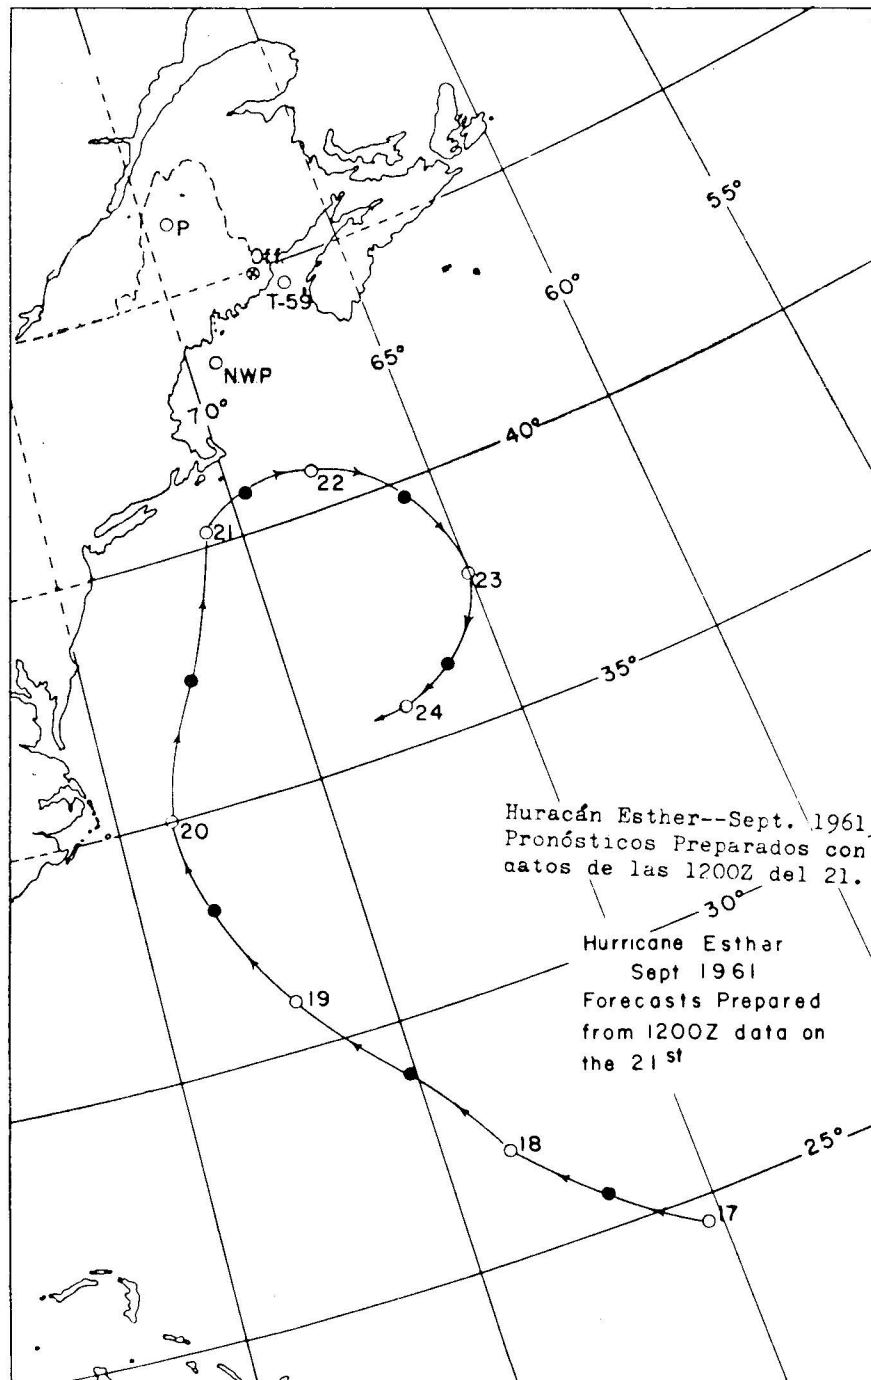 55°
P
Off.
T-59
60°
65°
N.W.P
70°
40°
22
21
23
35°
24
20
Huracán Esther--Sept. 1961
Pronósticos Preparados con
datos de las 1200Z del 21.
30°
Hurricane Esthar
Sept 1961
Forecasts Prepared
from 1200Z data on
the 21st
19
18
25°
17